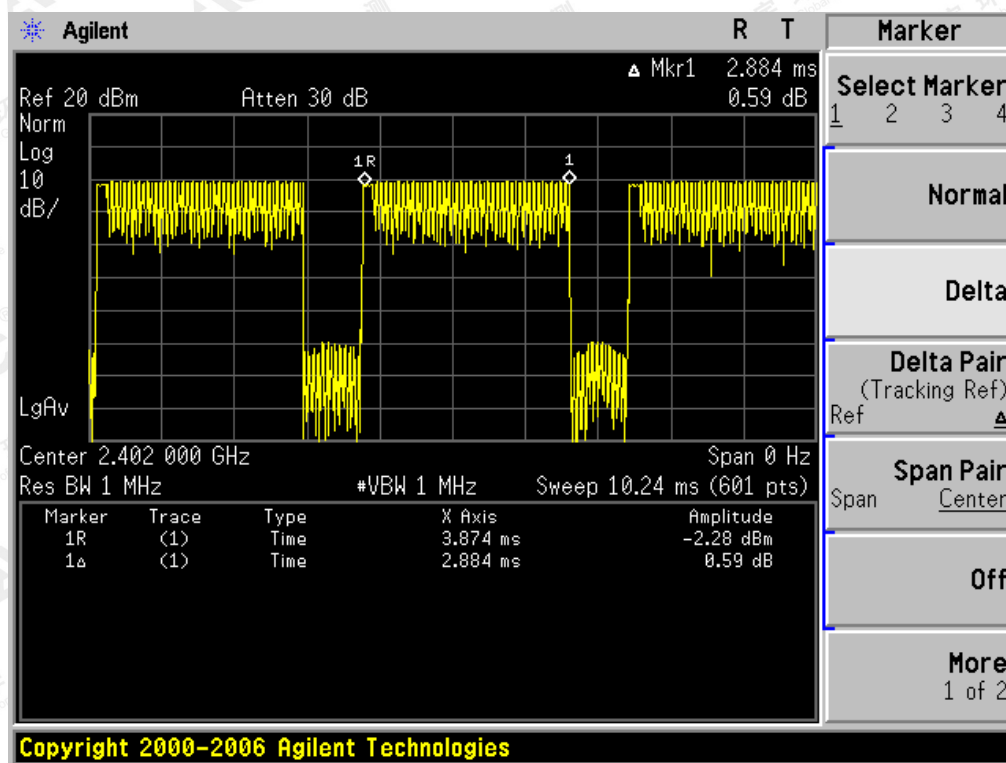 Agilent R T
Marker
▵ Mkr1 2.884 ms
Ref 20 dBm Atten 30 dB 0.59 dB
Norm
Log
10
dB/
1R 1
LgAv
Center 2.402 000 GHz Span 0 Hz
Res BW 1 MHz #VBW 1 MHz Sweep 10.24 ms (601 pts)
Marker Trace Type X Axis Amplitude
1R (1) Time 3.874 ms -2.28 dBm
1▵ (1) Time 2.884 ms 0.59 dB
Select Marker
1 2 3 4
Normal
Delta
Delta Pair
(Tracking Ref)
Ref ▵
Span Pair
Span Center
Off
More
1 of 2
Copyright 2000-2006 Agilent Technologies